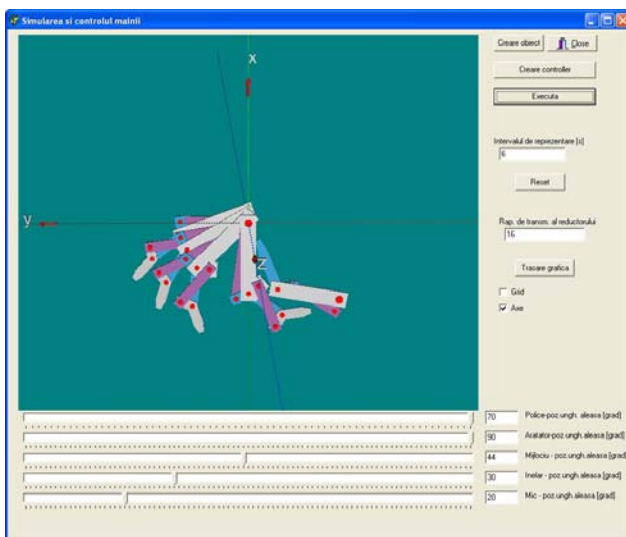 Simularea si controlul mainii
Creare obiect
Close
Creare controller
Executa
x
y
Z
Intervalul de reprezentare [s]
6
Reset
Rap. de transm. al reductorului
16
Trasare grafica
Grid
Axe
70 Police-poz.ungh. aleasa [grad]
90 Aratator-poz.ungh.aleasa [grad]
44 Mijlociu - poz.ungh.aleasa [grad]
30 Inelar - poz.ungh.aleasa [grad]
20 Mic - poz.ungh.aleasa [grad]